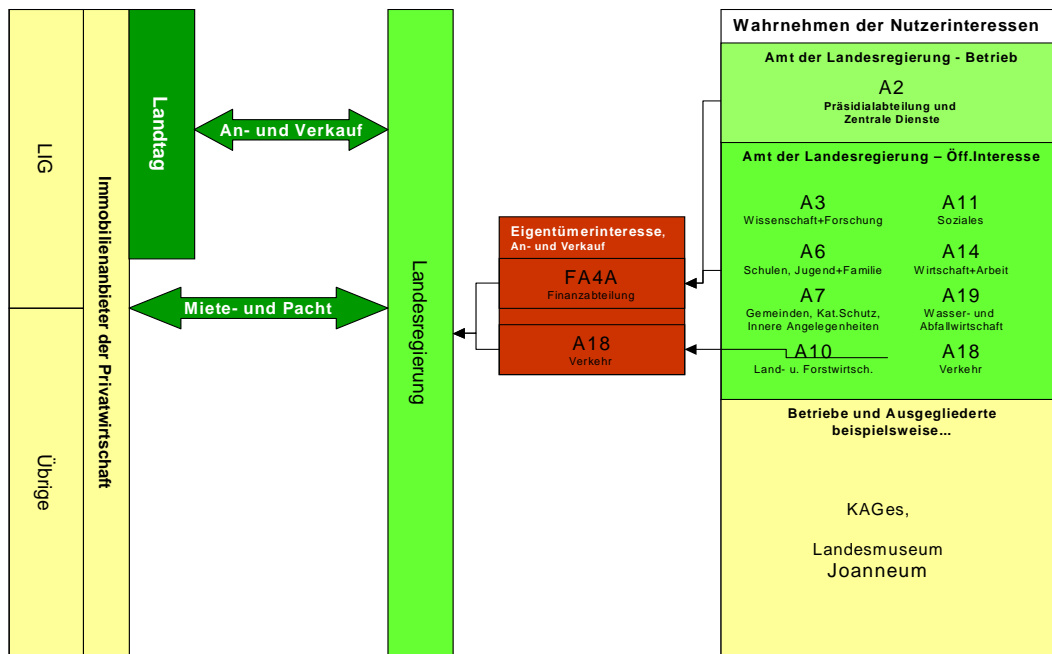 LIG
Übrige
Immobilienanbieter der Privatwirtschaft
Landtag
An- und Verkauf
Miete- und Pacht
Landesregierung
Eigentümerinteresse,
An- und Verkauf
FA4A
Finanzabteilung
A18
Verkehr
Wahrnehmen der Nutzerinteressen
Amt der Landesregierung - Betrieb
A2
Präsidialabteilung und
Zentrale Dienste
Amt der Landesregierung – Öff.Interesse
A3
Wissenschaft+Forschung
A11
Soziales
A6
Schulen, Jugend+Familie
A14
Wirtschaft+Arbeit
A7
Gemeinden, Kat.Schutz,
Innere Angelegenheiten
A19
Wasser- und
Abfallwirtschaft
A10
Land- u. Forstwirtsch.
A18
Verkehr
Betriebe und Ausgegliederte
beispielsweise...
KAGes,
Landesmuseum
Joanneum